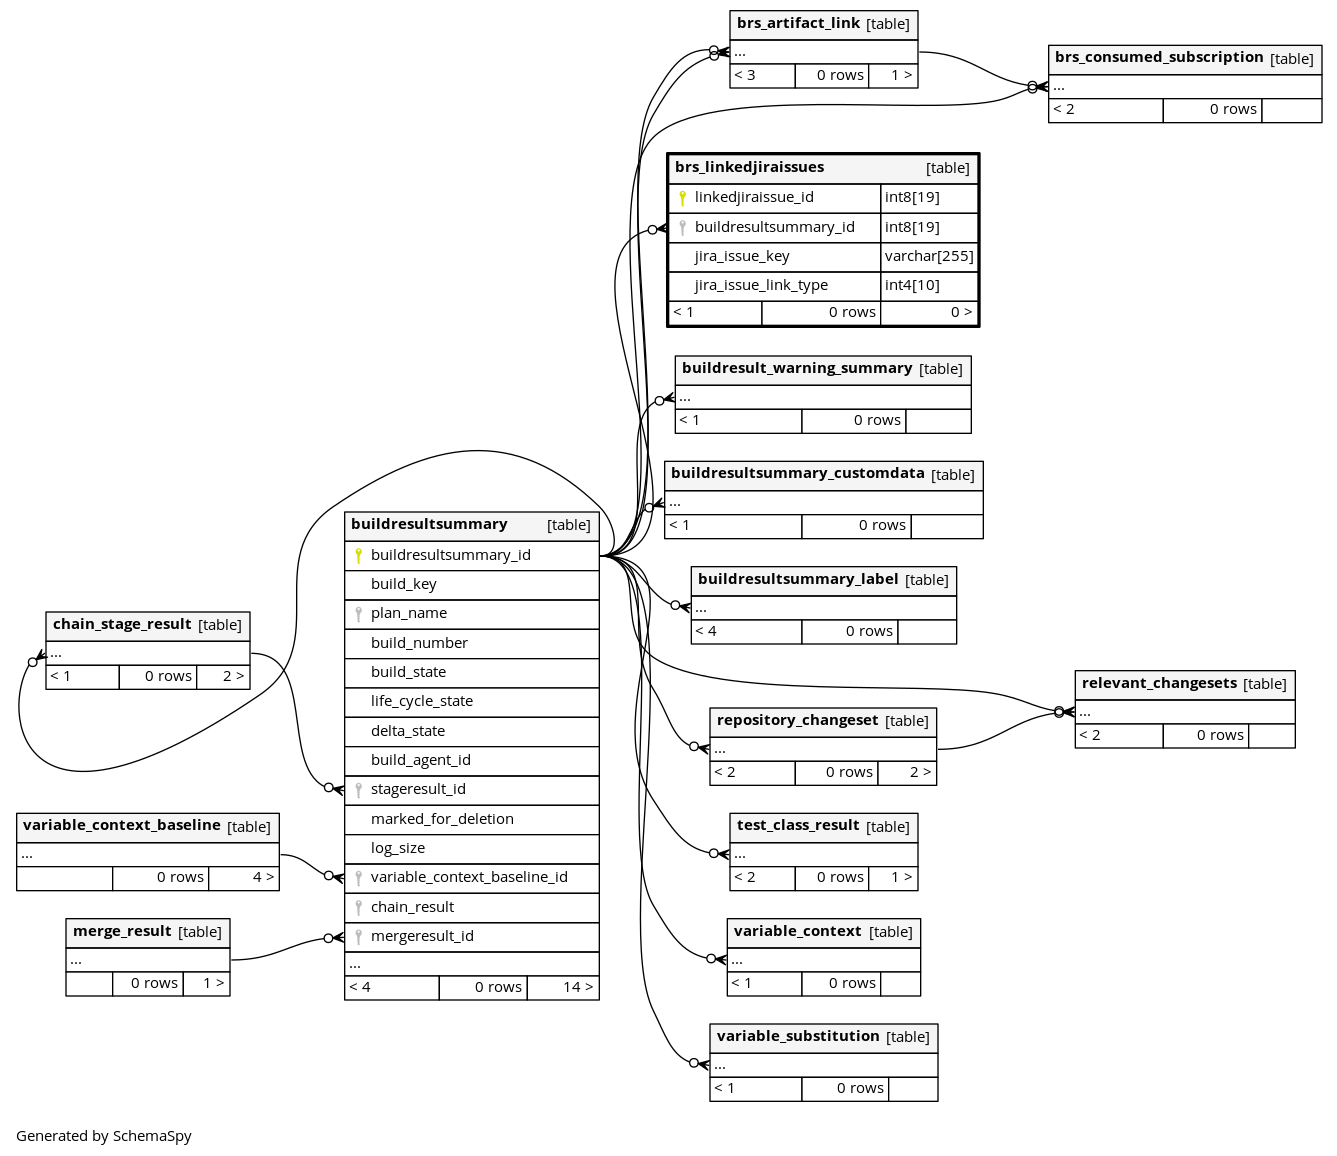 brs_artifact_link [table]
...
< 3 0 rows 1 >
brs_consumed_subscription [table]
...
< 2 0 rows
brs_linkedjiraissues [table]
linkedjiraissue_id int8[19]
buildresultsummary_id int8[19]
jira_issue_key varchar[255]
jira_issue_link_type int4[10]
< 1 0 rows 0 >
buildresult_warning_summary [table]
...
< 1 0 rows
buildresultsummary_customdata [table]
...
< 1 0 rows
buildresultsummary [table]
buildresultsummary_id
build_key
plan_name
build_number
build_state
life_cycle_state
delta_state
build_agent_id
stageresult_id
marked_for_deletion
log_size
variable_context_baseline_id
chain_result
mergeresult_id
...
< 4 0 rows 14 >
buildresultsummary_label [table]
...
< 4 0 rows
chain_stage_result [table]
...
< 1 0 rows 2 >
relevant_changesets [table]
...
< 2 0 rows
repository_changeset [table]
...
< 2 0 rows 2 >
variable_context_baseline [table]
...
0 rows 4 >
test_class_result [table]
...
< 2 0 rows 1 >
merge_result [table]
...
0 rows 1 >
variable_context [table]
...
< 1 0 rows
variable_substitution [table]
...
< 1 0 rows
Generated by SchemaSpy